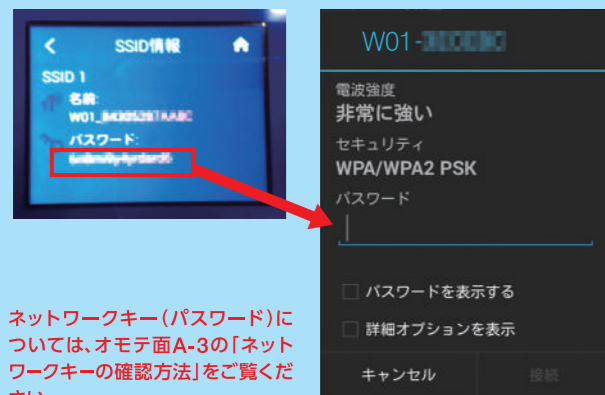 SSID情報
SSID 1
名前:
パスワード:
ネットワークキー(パスワード)に
ついては、オモテ面A-3の「ネット
ワークキーの確認方法」をご覧くだ
さい
W01-
電波強度
非常に強い
セキュリティ
WPA/WPA2 PSK
パスワード
パスワードを表示する
詳細オプションを表示
キャンセル
接続